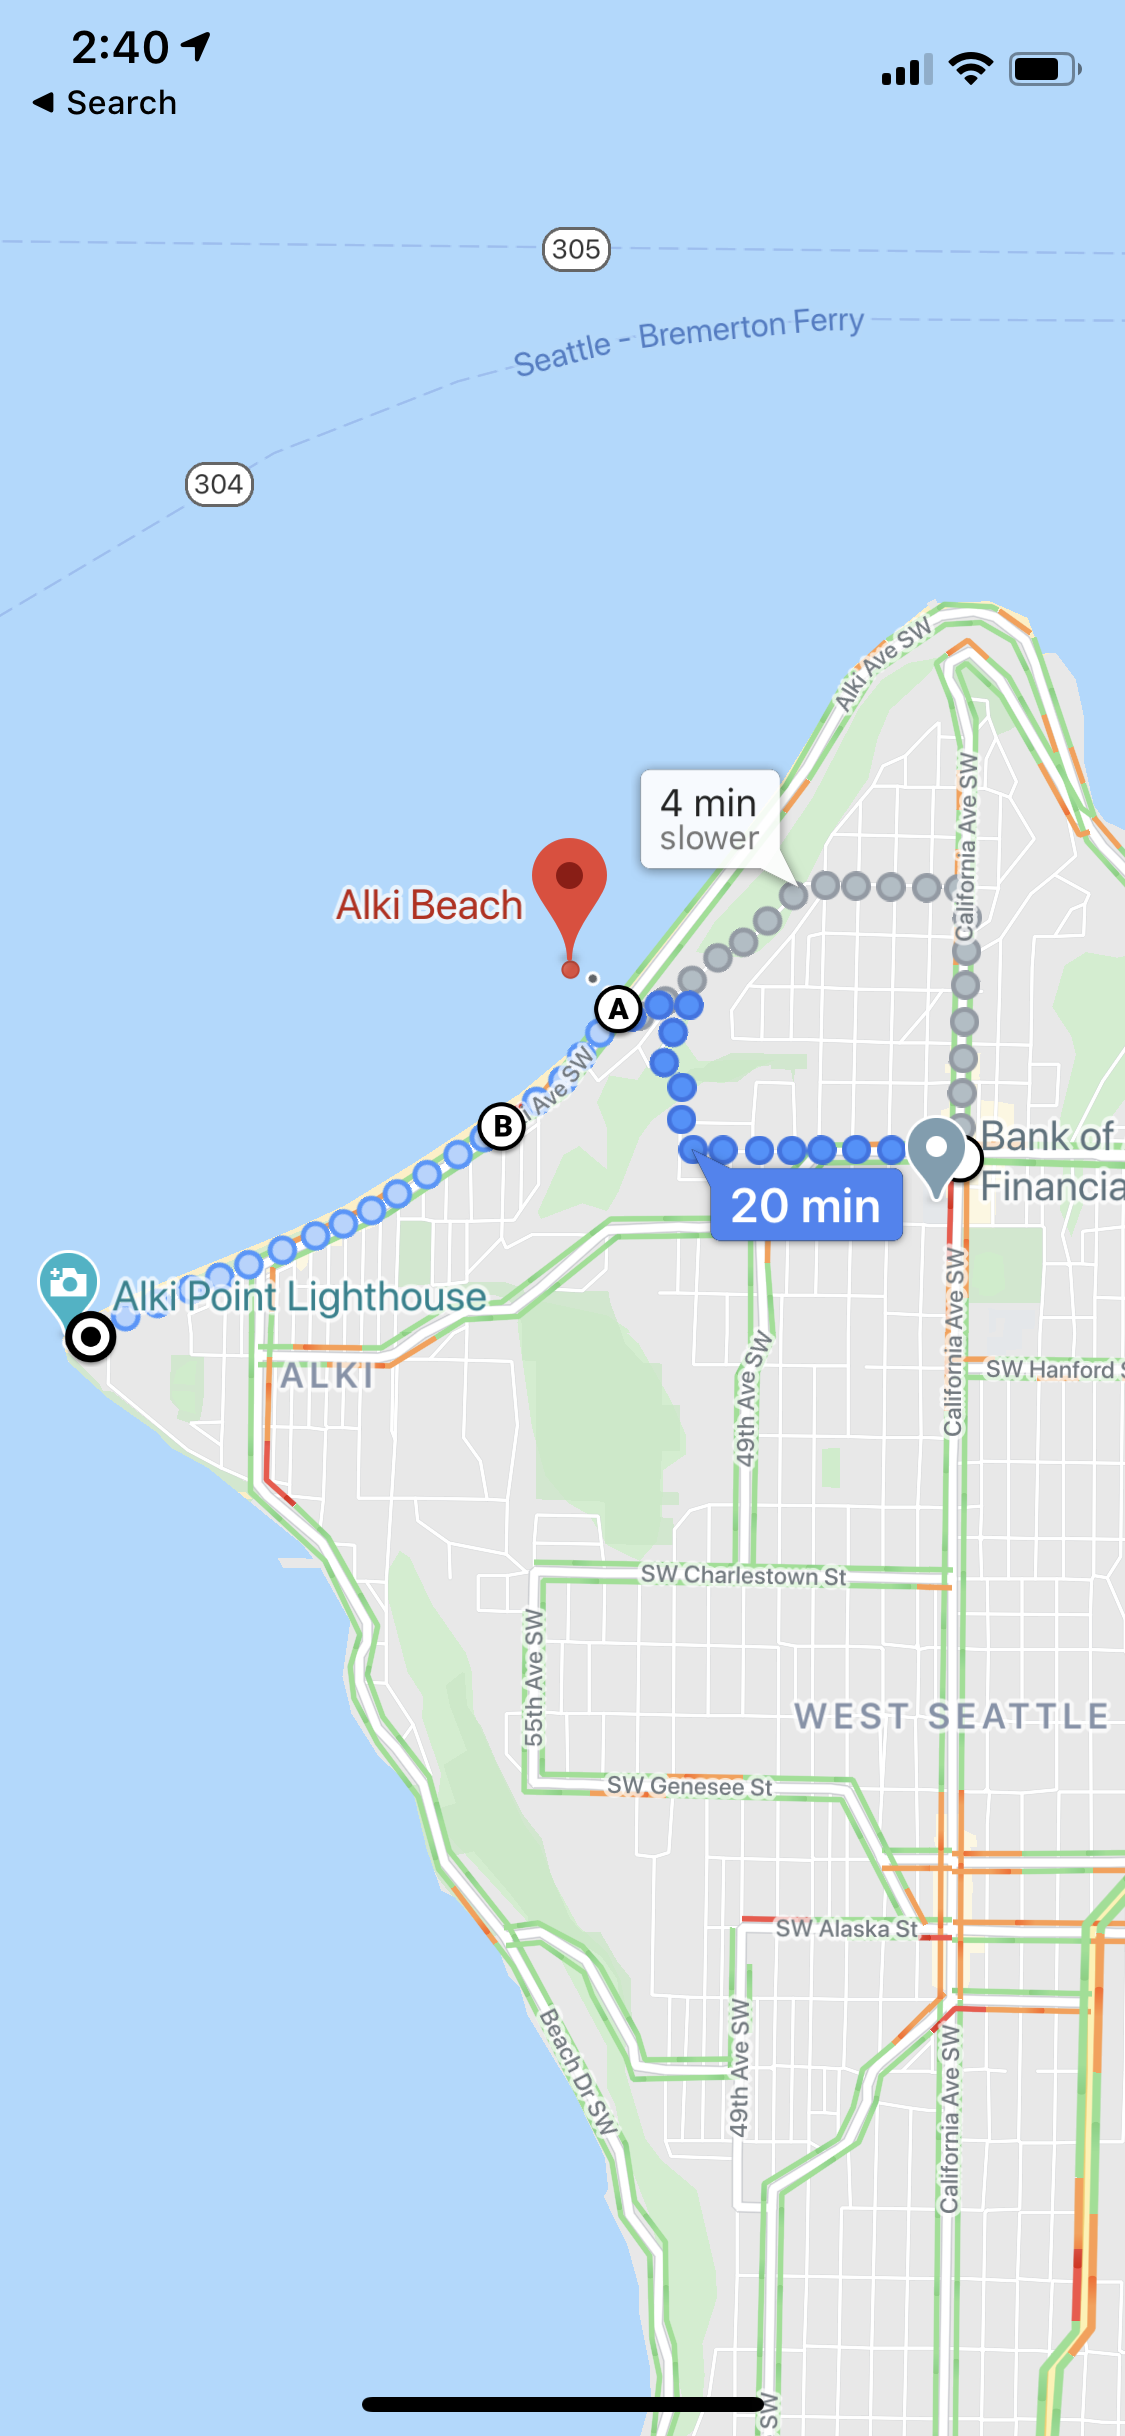 2:40
Search
305
Seattle - Bremerton Ferry
304
Alki Ave SW
4 min
slower
California Ave SW
Alki Beach
A
i Ave SW
B
Bank of
Financia
20 min
Alki Point Lighthouse
ALKI
California Ave SW
SW Hanford S
49th Ave SW
SW Charlestown St
55th Ave SW
WEST SEATTLE
SW Genesee St
SW Alaska St
Beach Dr SW
49th Ave SW
California Ave SW
SW